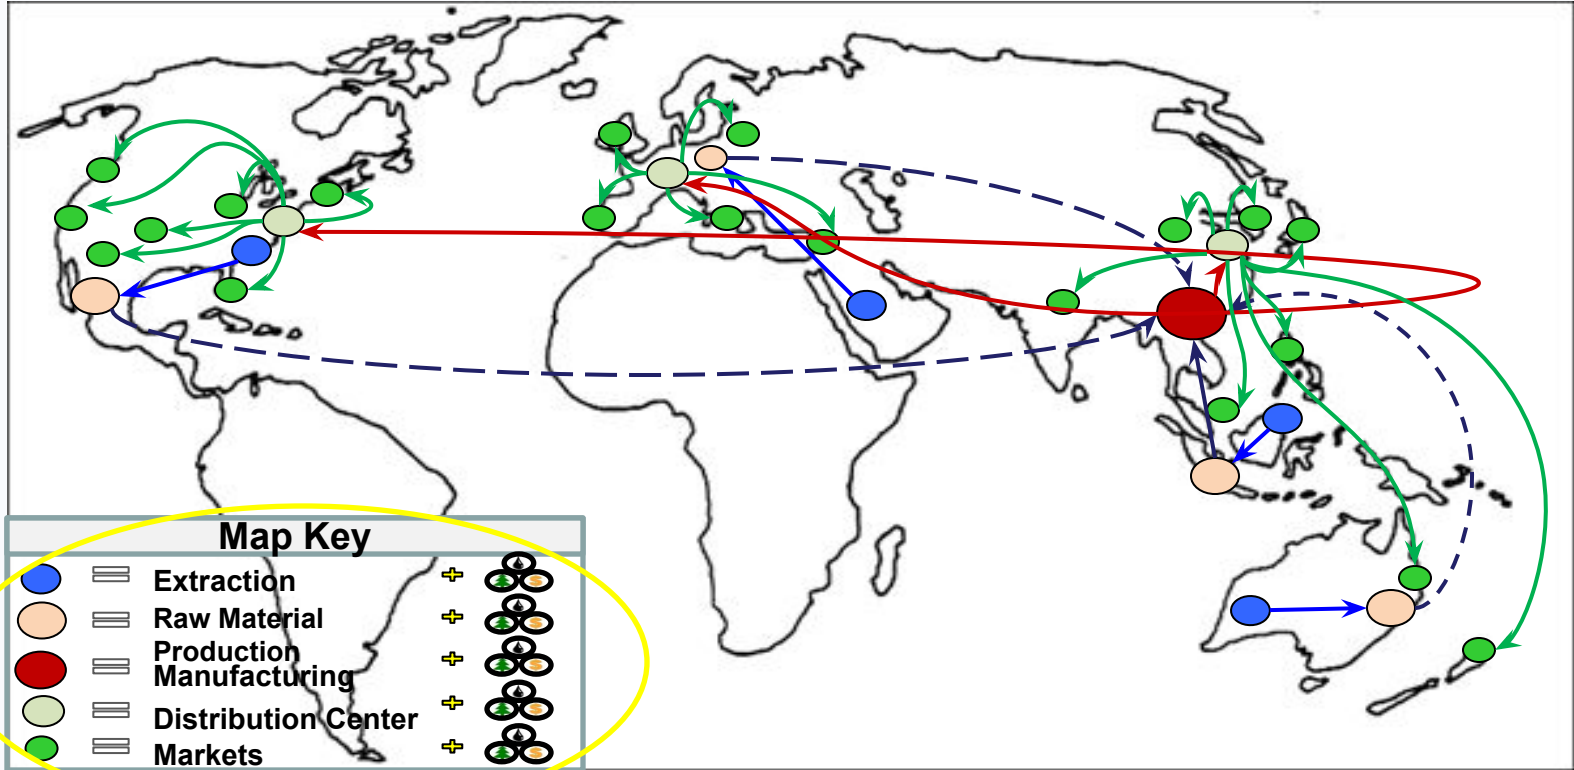 Map Key
Extraction
Raw Material
Production
Manufacturing
Distribution Center
Markets